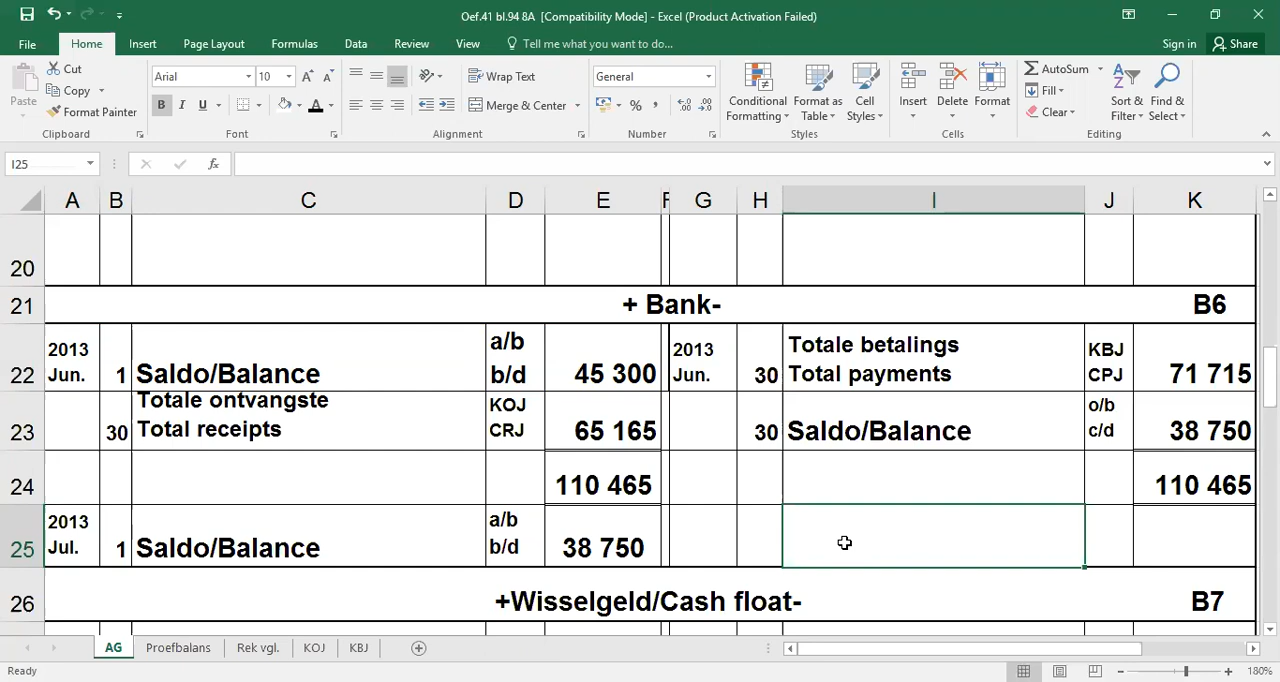 Oef.41 bl.94 8A [Compatibility Mode] - Excel (Product Activation Failed)
File Home Insert Page Layout Formulas Data Review View Tell me what you want to do... Sign in Share
Paste
Cut
Copy
Format Painter
Clipboard
Arial 10
B I U
Font
Wrap Text
Merge & Center
Alignment
General
Number
Conditional Formatting
Format as Table
Cell Styles
Styles
Insert Delete Format
Cells
AutoSum
Fill
Clear
Sort & Filter
Find & Select
Editing
I25 fx
A B C D E F G H I J K
20
21 + Bank- B6
22 2013 Jun. 1 Saldo/Balance a/b b/d 45 300 2013 Jun. 30 Totale betalings Total payments KBJ CPJ 71 715
23 30 Totale ontvangste Total receipts KOJ CRJ 65 165 30 Saldo/Balance o/b c/d 38 750
24 110 465 110 465
25 2013 Jul. 1 Saldo/Balance a/b b/d 38 750
26 +Wisselgeld/Cash float- B7
AG Proefbalans Rek vgl. KOJ KBJ
Ready 180%